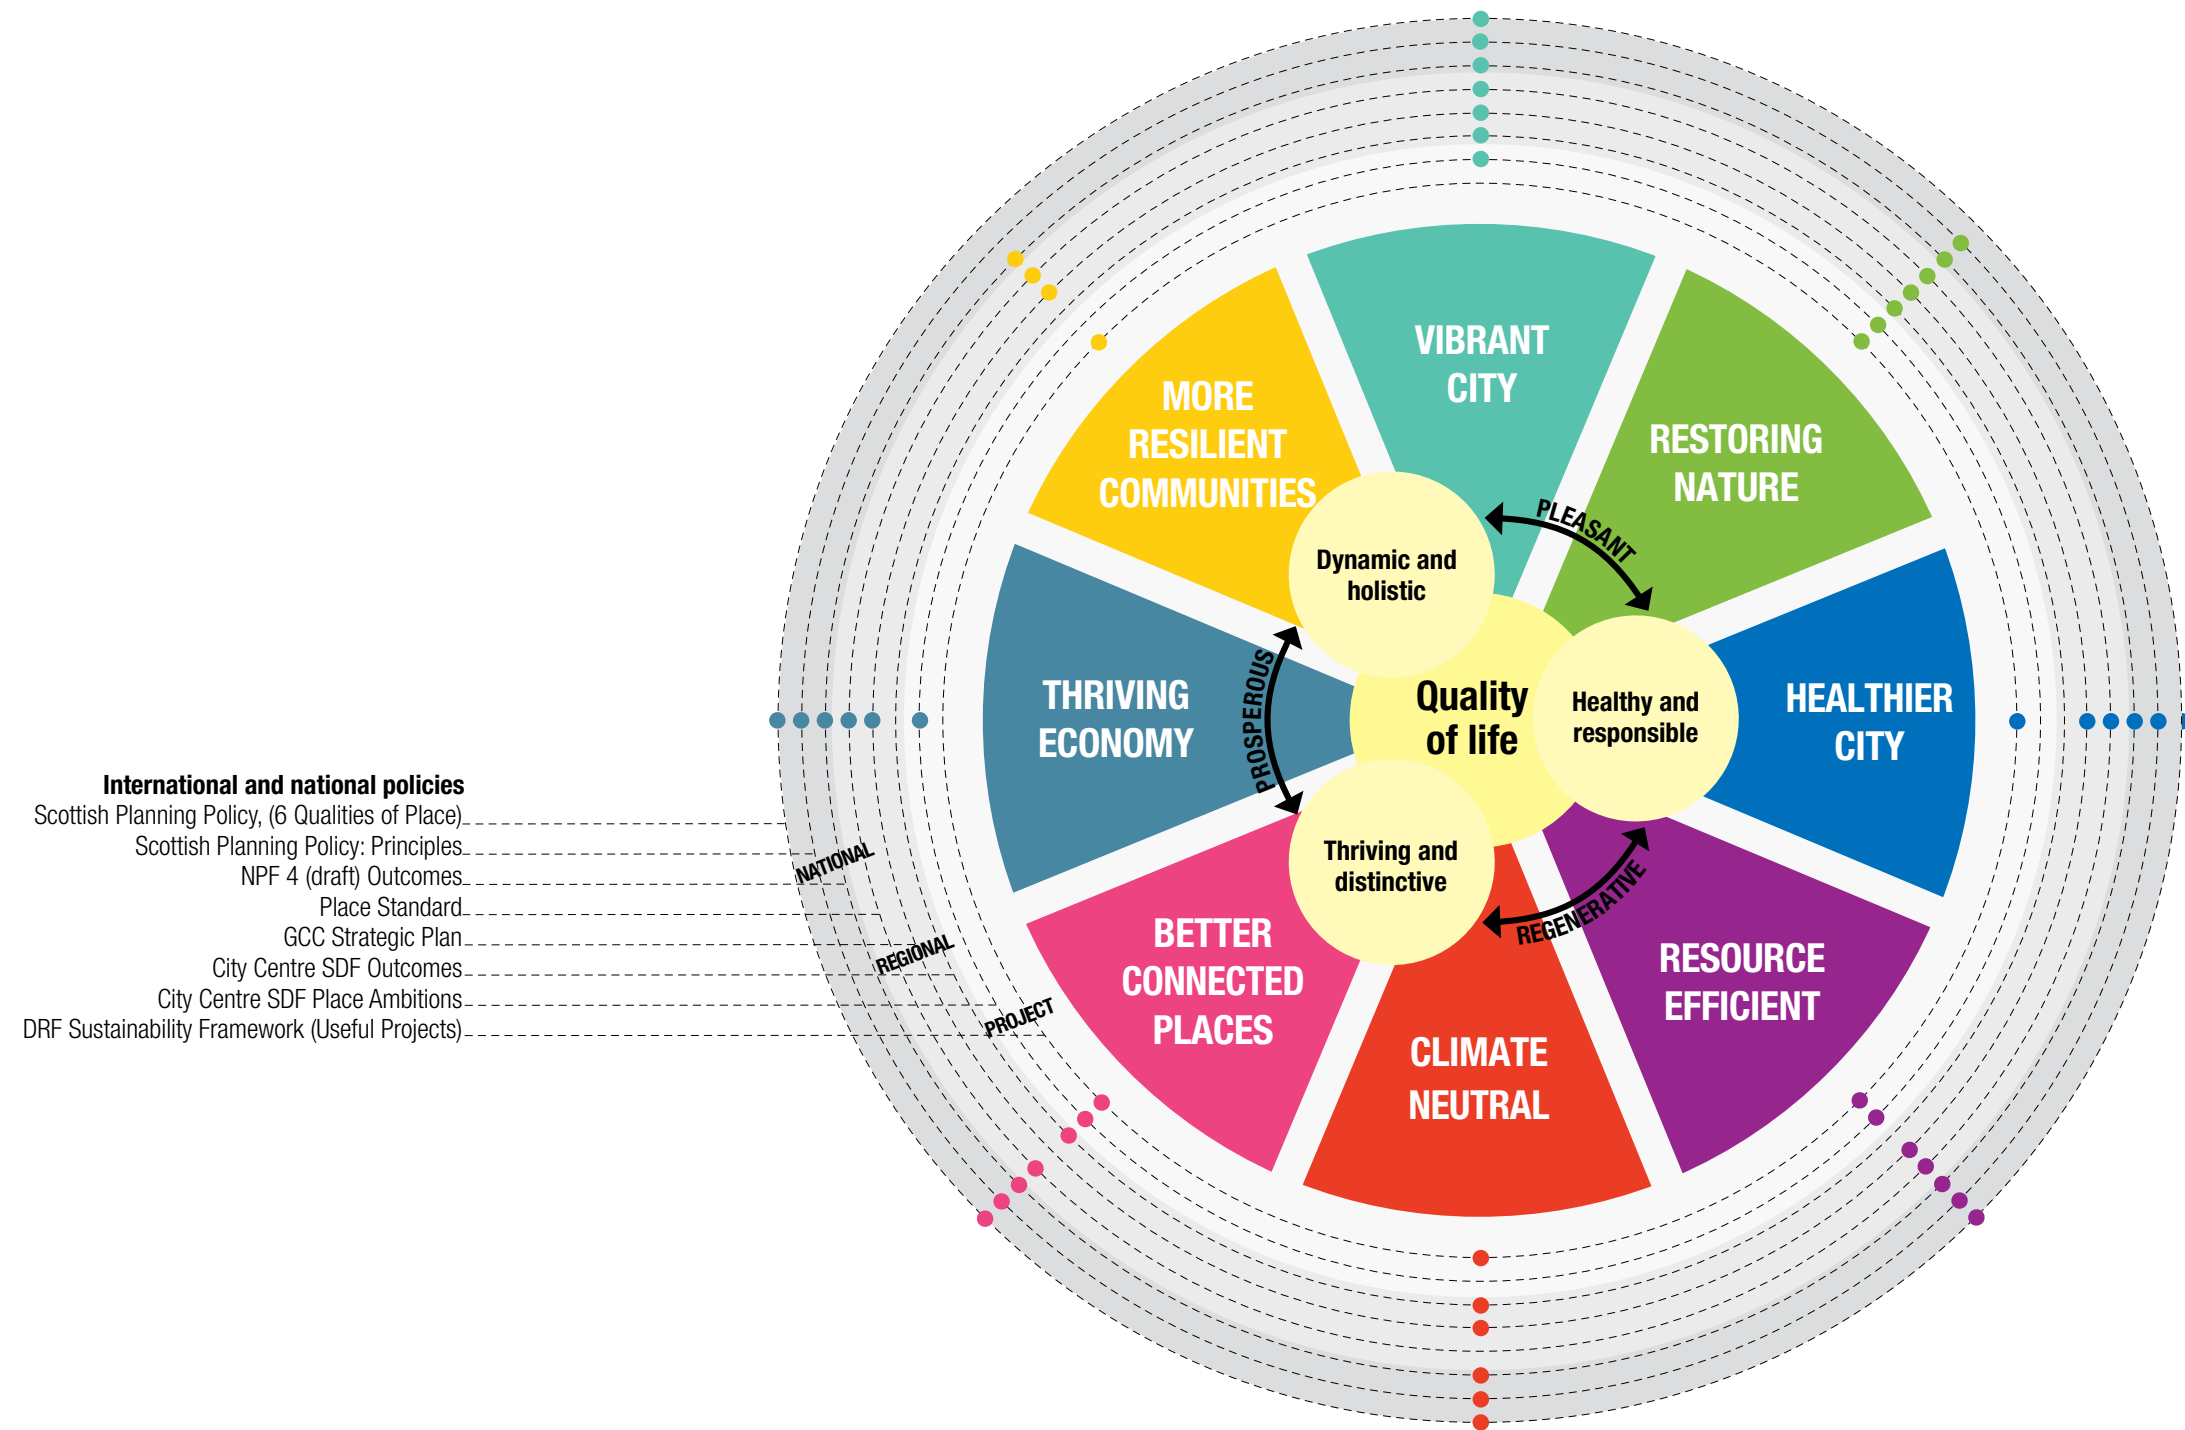 International and national policies
Scottish Planning Policy, (6 Qualities of Place)
Scottish Planning Policy: Principles
NPF 4 (draft) Outcomes
Place Standard
GCC Strategic Plan
City Centre SDF Outcomes
City Centre SDF Place Ambitions
DRF Sustainability Framework (Useful Projects)
NATIONAL
REGIONAL
PROJECT
VIBRANT
CITY
RESTORING
NATURE
HEALTHIER
CITY
RESOURCE
EFFICIENT
CLIMATE
NEUTRAL
BETTER
CONNECTED
PLACES
THRIVING
ECONOMY
MORE
RESILIENT
COMMUNITIES
Dynamic and
holistic
PLEASANT
Healthy and
responsible
REGENERATIVE
Thriving and
distinctive
PROSPEROUS
Quality
of life